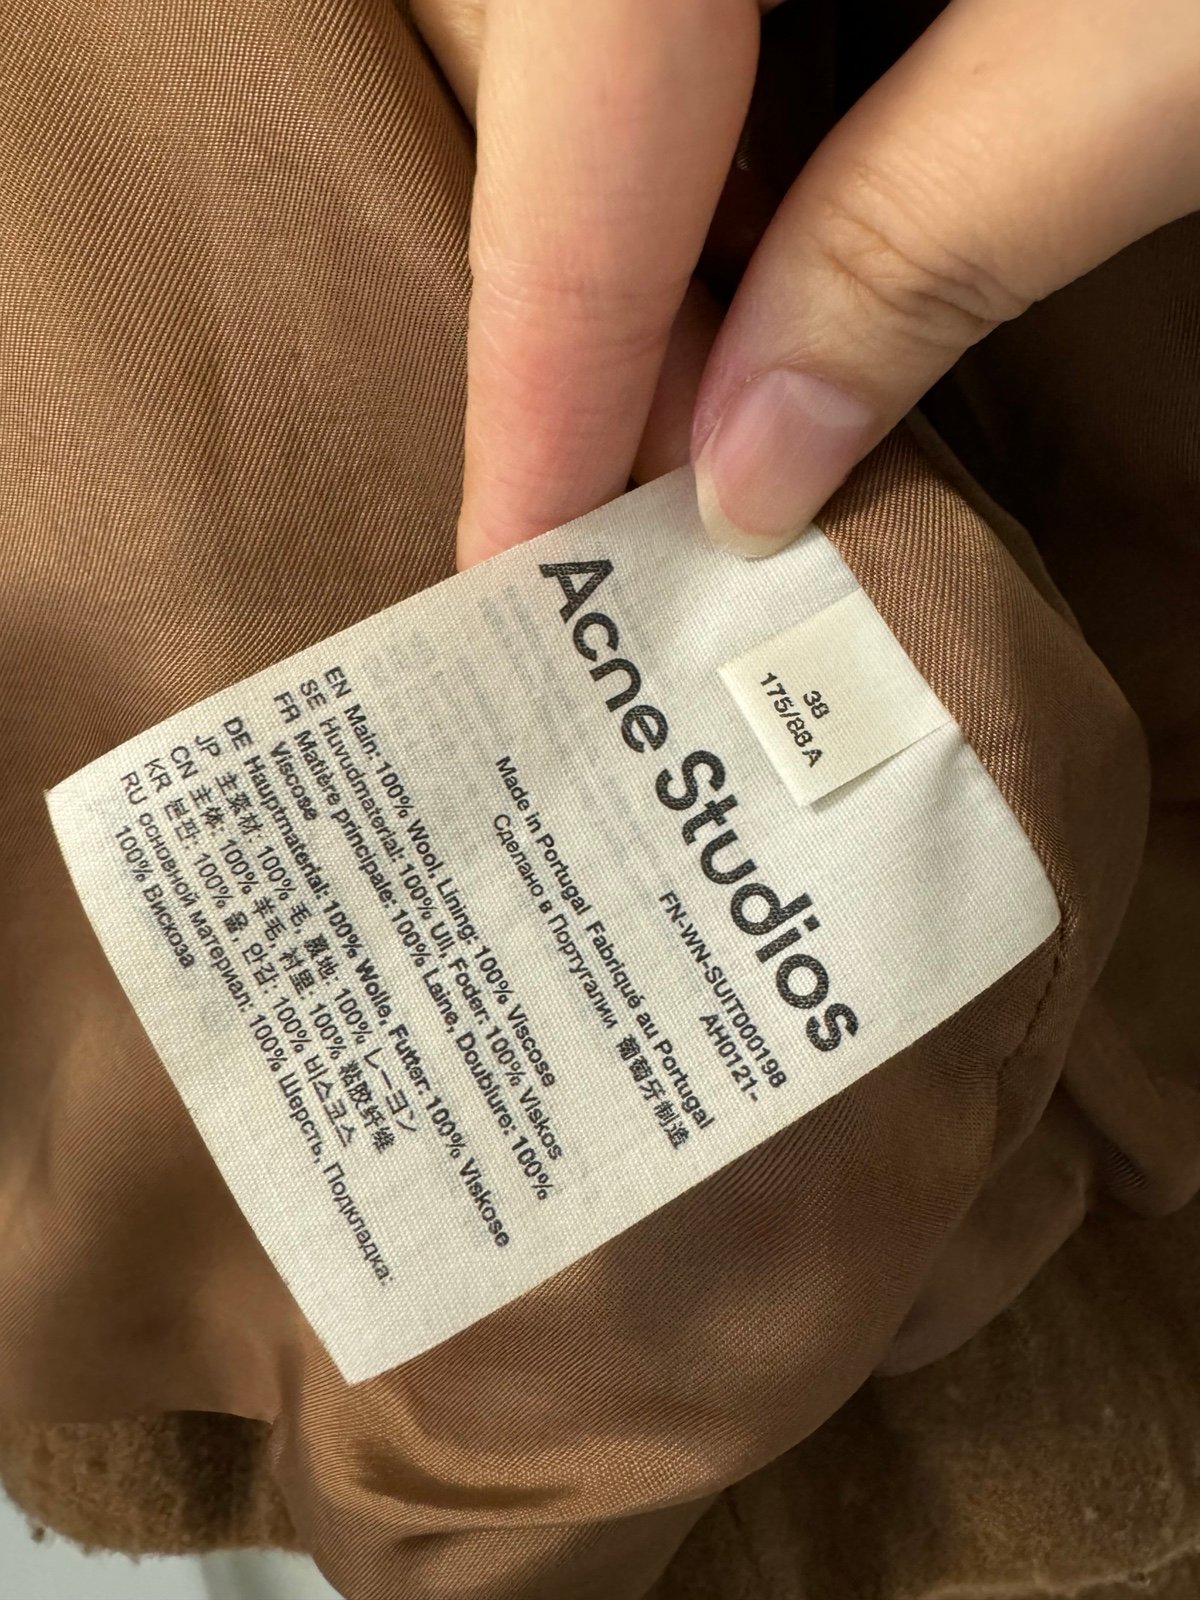 38
175/88A
Acne Studios
FN-WN-SUIT000198
AH0121-
Made in Portugal Fabriqué au Portugal
Сделано в Португалии 葡萄牙制造
EN Main: 100% Wool, Lining: 100% Viscose
SE Huvudmaterial: 100% Ull, Foder: 100% Viskos
FR Matière principale: 100% Laine, Doublure: 100%
Viscose
DE Hauptmaterial: 100% Wolle, Futter: 100% Viskose
JP 主素材: 100% 毛, 裏地: 100% レーヨン
CN 主体: 100% 羊毛, 衬里: 100% 粘胶纤维
KR 본판: 100% 울, 안감: 100% 비스코스
RU основной материал: 100% Шерсть, Подкладка:
100% Вискоза